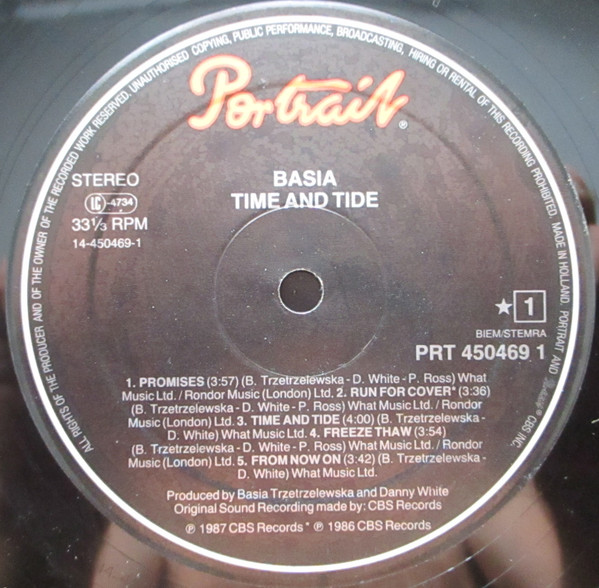 ALL RIGHTS OF THE PRODUCER AND OF THE OWNER OF THE RECORDED WORK RESERVED. UNAUTHORISED COPYING, PUBLIC PERFORMANCE, BROADCASTING, HIRING OR RENTAL OF THIS RECORDING PROHIBITED. MADE IN HOLLAND. PORTRAIT AND ® CBS INC.
Portrait®
STEREO
LC-4734
33⅓ RPM
14-450469-1
BASIA
TIME AND TIDE
★ 1
BIEM/STEMRA
PRT 450469 1
1. PROMISES (3:57) (B. Trzetrzelewska - D. White - P. Ross) What
Music Ltd. / Rondor Music (London) Ltd. 2. RUN FOR COVER* (3:36)
(B. Trzetrzelewska - D. White - P. Ross) What Music Ltd. / Rondor
Music (London) Ltd. 3. TIME AND TIDE (4:00) (B. Trzetrzelewska -
D. White) What Music Ltd. 4. FREEZE THAW (3:54)
(B. Trzetrzelewska - D. White) What Music Ltd. / Rondor
Music (London) Ltd. 5. FROM NOW ON (3:42) (B. Trzetrzelewska -
D. White) What Music Ltd.
Produced by Basia Trzetrzelewska and Danny White
Original Sound Recording made by: CBS Records
℗ 1987 CBS Records * ℗ 1986 CBS Records